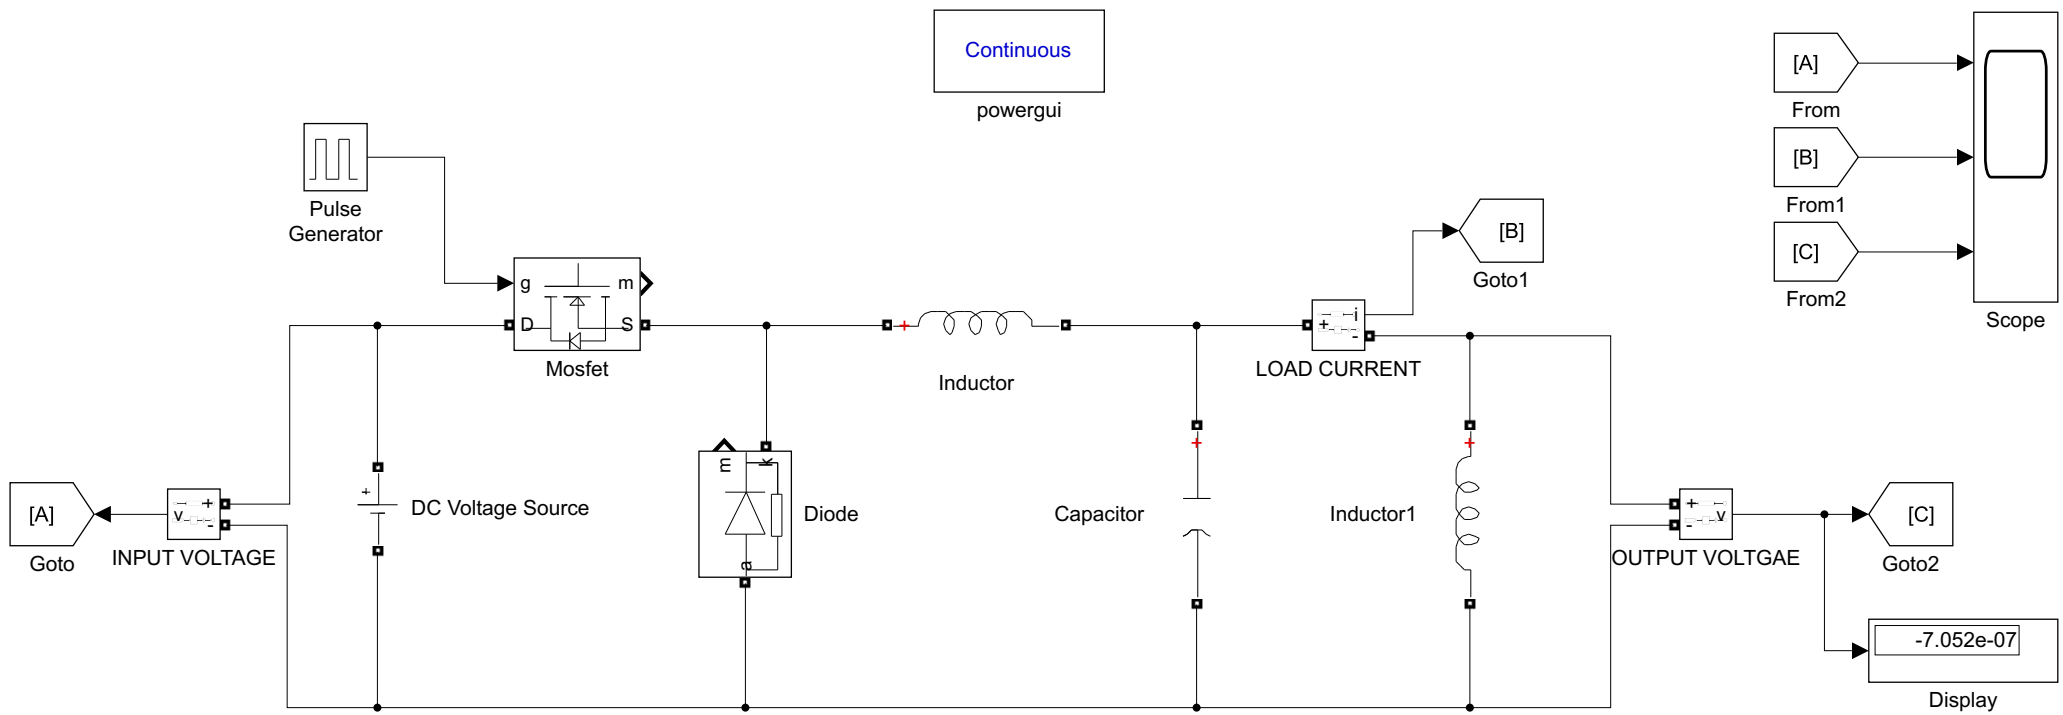 Continuous
powergui
[A]
From
[B]
From1
[C]
From2
Scope
Pulse
Generator
[B]
Goto1
g
m
D
S
Mosfet
+
Inductor
i
+
-
LOAD CURRENT
+
m
k
a
Diode
+
DC Voltage Source
Capacitor
+
Inductor1
[A]
Goto
+
v
-
INPUT VOLTAGE
+
v
-
OUTPUT VOLTGAE
[C]
Goto2
-7.052e-07
Display